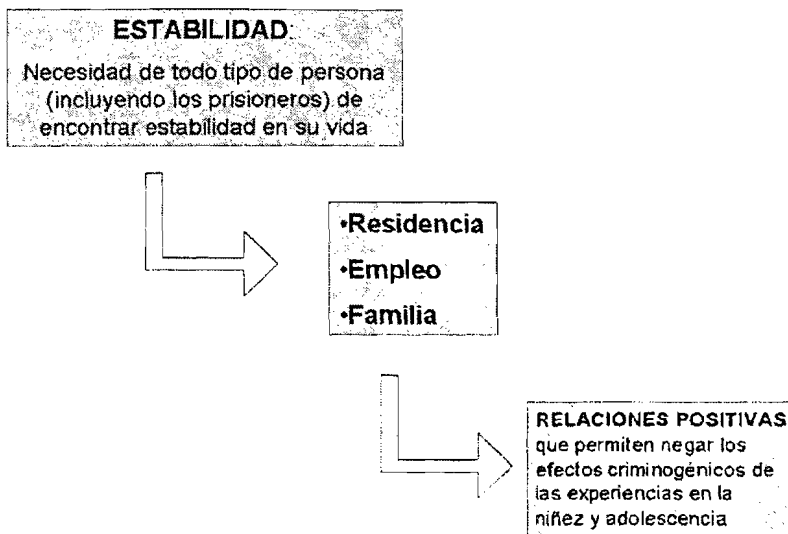 ESTABILIDAD:
Necesidad de todo tipo de persona
(incluyendo los prisioneros) de
encontrar estabilidad en su vida
•Residencia
•Empleo
•Familia
RELACIONES POSITIVAS
que permiten negar los
efectos criminogénicos de
las experiencias en la
niñez y adolescencia